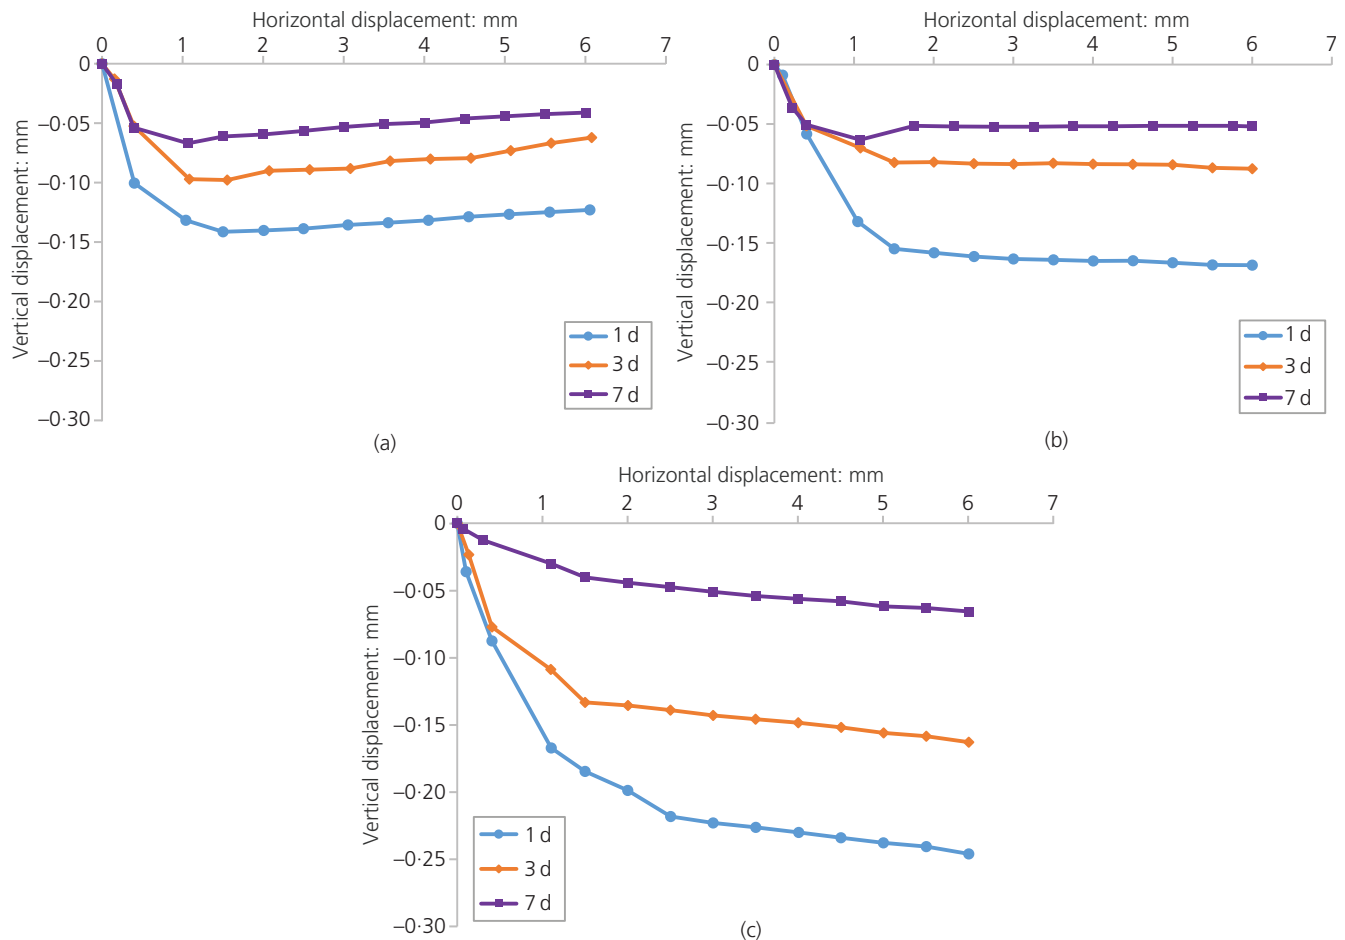 Horizontal displacement: mm
0 1 2 3 4 5 6 7
Vertical displacement: mm
0
–0·05
–0·10
–0·15
–0·20
–0·25
–0·30
1 d
3 d
7 d
(a)
Horizontal displacement: mm
0 1 2 3 4 5 6 7
Vertical displacement: mm
0
–0·05
–0·10
–0·15
–0·20
–0·25
–0·30
1 d
3 d
7 d
(b)
Horizontal displacement: mm
0 1 2 3 4 5 6 7
Vertical displacement: mm
0
–0·05
–0·10
–0·15
–0·20
–0·25
–0·30
1 d
3 d
7 d
(c)